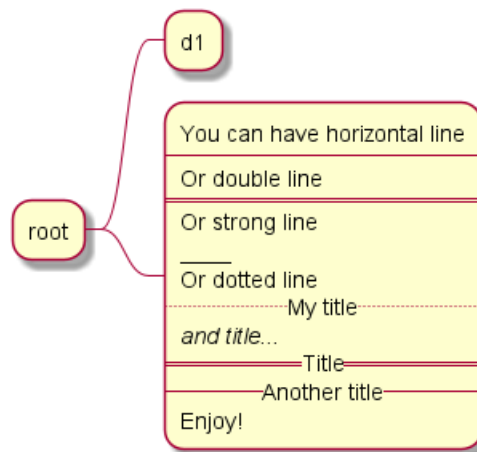 d1
root
You can have horizontal line
Or double line
Or strong line
____
Or dotted line
My title
and title...
Title
Another title
Enjoy!